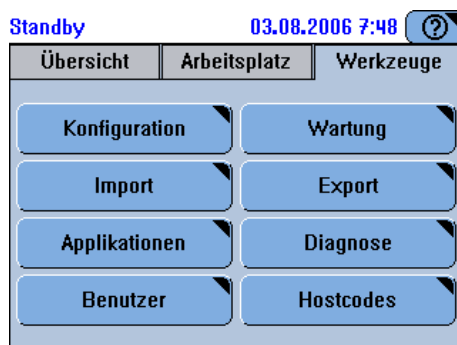 Standby 03.08.2006 7:48 ?
Übersicht Arbeitsplatz Werkzeuge
Konfiguration Wartung
Import Export
Applikationen Diagnose
Benutzer Hostcodes